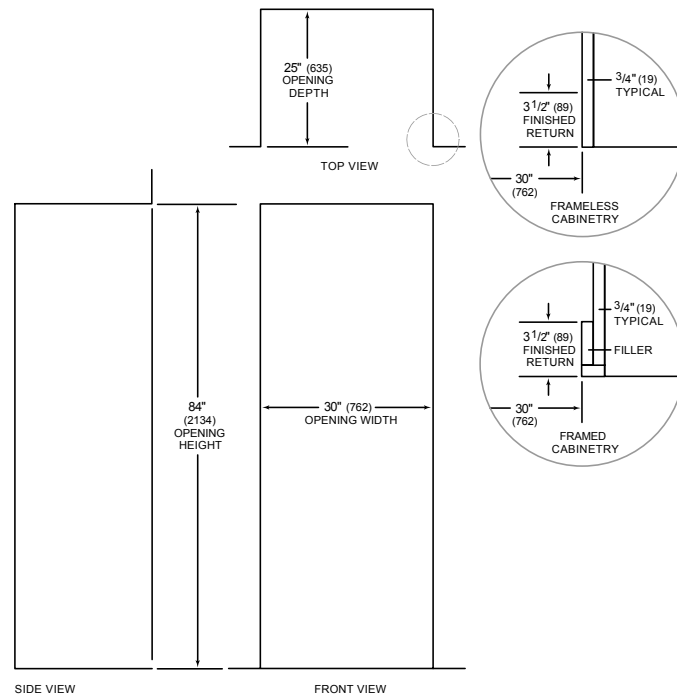 25" (635)
OPENING
DEPTH
TOP VIEW
3/4" (19)
TYPICAL
3 1/2" (89)
FINISHED
RETURN
30"
(762)
FRAMELESS
CABINETRY
3/4" (19)
TYPICAL
3 1/2" (89)
FINISHED
RETURN
FILLER
30"
(762)
FRAMED
CABINETRY
84"
(2134)
OPENING
HEIGHT
30" (762)
OPENING WIDTH
SIDE VIEW
FRONT VIEW